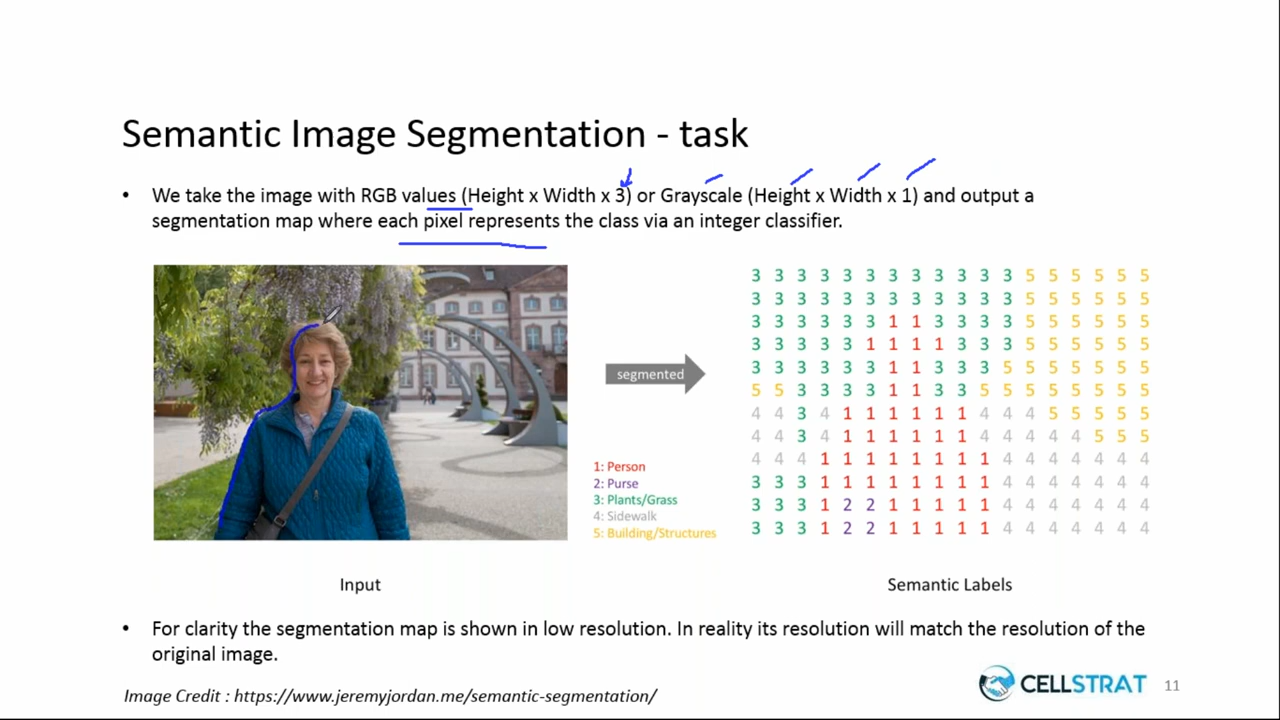 Semantic Image Segmentation - task
• We take the image with RGB values (Height x Width x 3) or Grayscale (Height x Width x 1) and output a
segmentation map where each pixel represents the class via an integer classifier.
segmented
1: Person
2: Purse
3: Plants/Grass
4: Sidewalk
5: Building/Structures
3 3 3 3 3 3 3 3 3 3 3 3 5 5 5 5 5 5
3 3 3 3 3 3 3 3 3 3 3 3 5 5 5 5 5 5
3 3 3 3 3 3 1 1 3 3 3 3 5 5 5 5 5 5
3 3 3 3 3 1 1 1 1 3 3 3 5 5 5 5 5 5
3 3 3 3 3 3 1 1 3 3 3 5 5 5 5 5 5 5
5 5 3 3 3 3 1 1 3 3 5 5 5 5 5 5 5 5
4 4 3 4 1 1 1 1 1 1 4 4 4 5 5 5 5 5
4 4 3 4 1 1 1 1 1 1 4 4 4 4 4 5 5 5
4 4 4 1 1 1 1 1 1 1 1 4 4 4 4 4 4 4
3 3 3 1 1 1 1 1 1 1 1 4 4 4 4 4 4 4
3 3 3 1 2 2 1 1 1 1 1 4 4 4 4 4 4 4
3 3 3 1 2 2 1 1 1 1 1 4 4 4 4 4 4 4
Input
Semantic Labels
• For clarity the segmentation map is shown in low resolution. In reality its resolution will match the resolution of the
original image.
Image Credit : https://www.jeremyjordan.me/semantic-segmentation/
CELLSTRAT
11